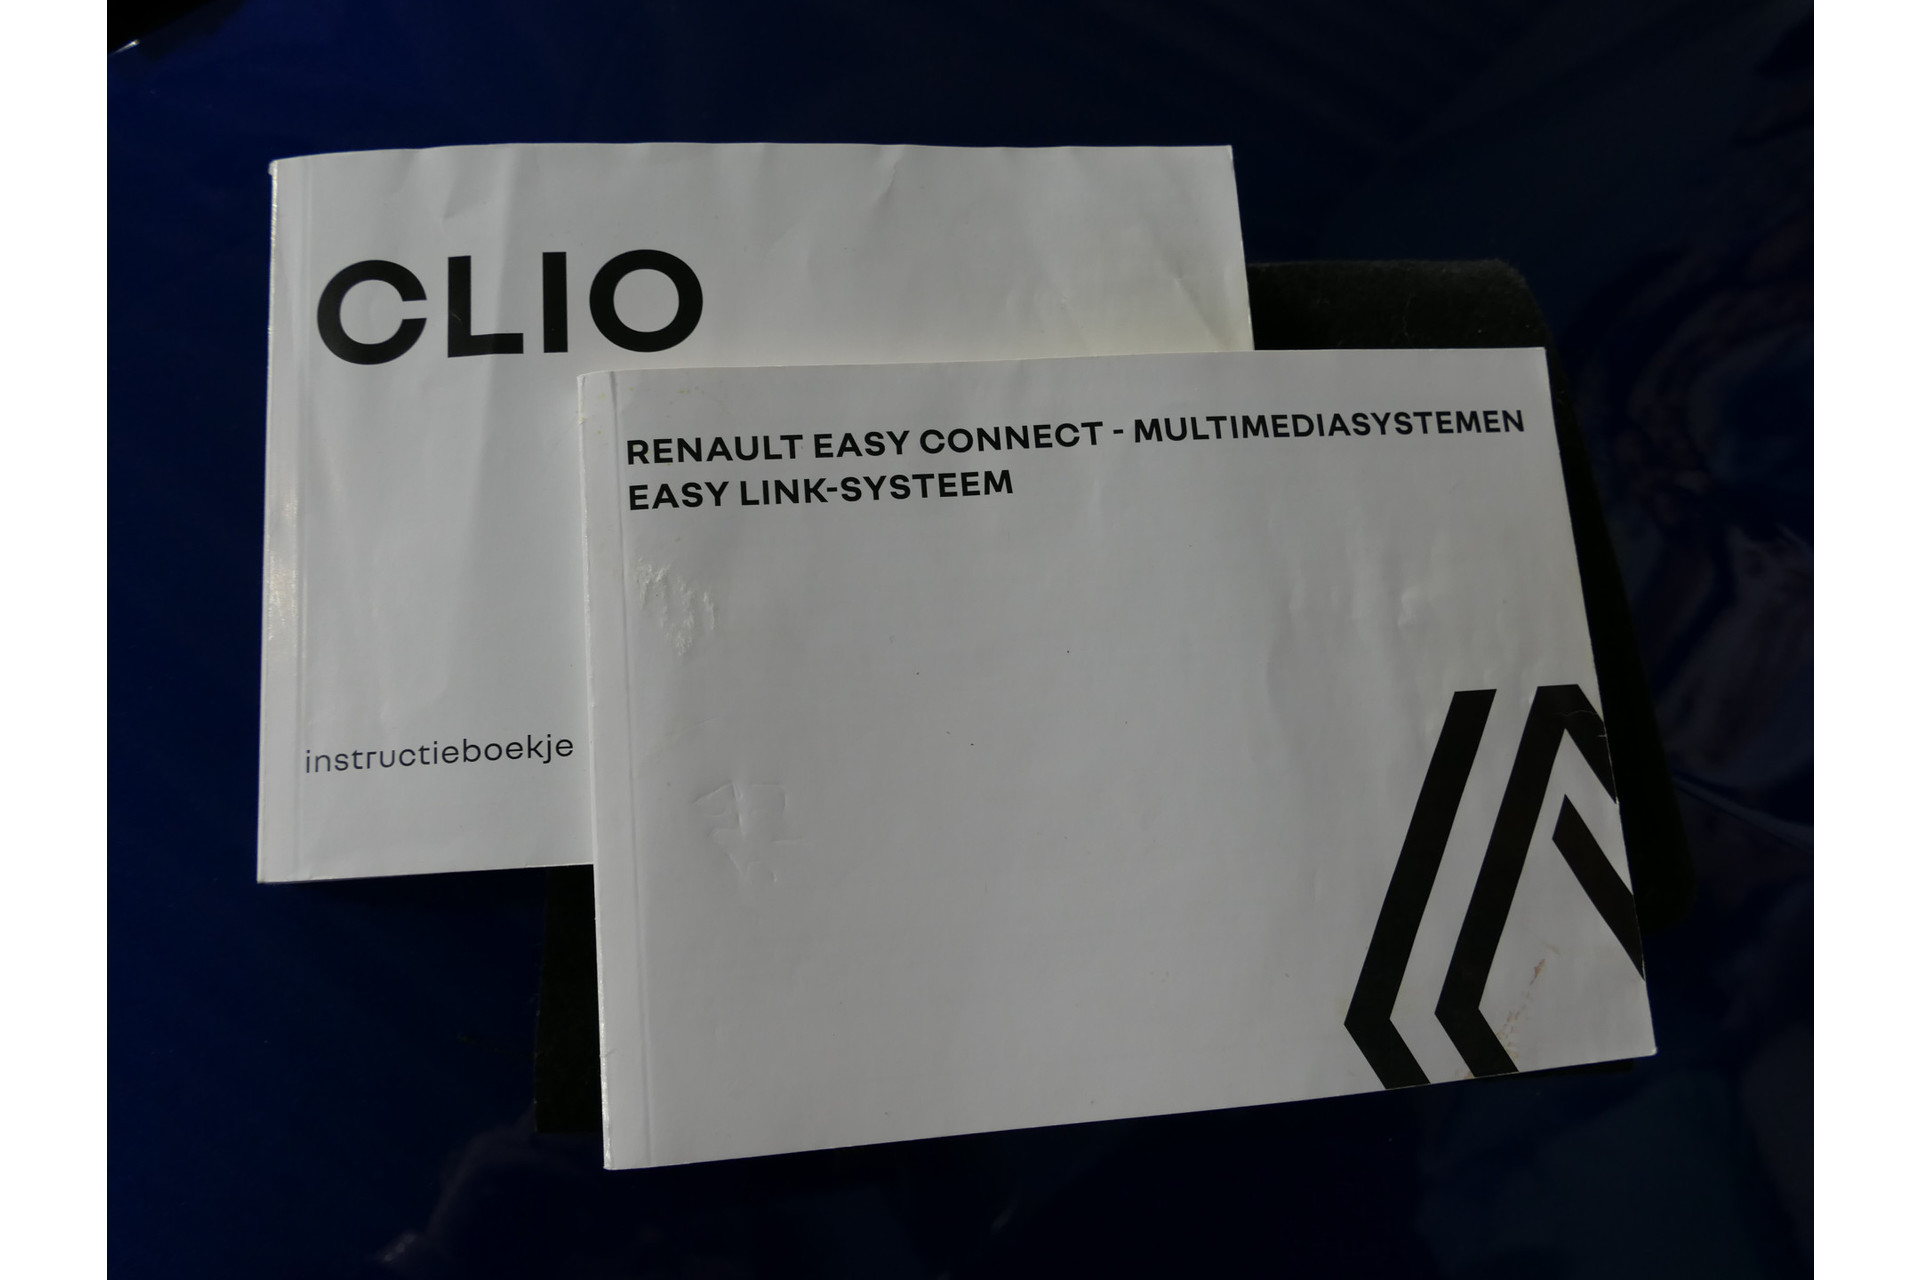 CLIO
instructieboekje
RENAULT EASY CONNECT - MULTIMEDIASYSTEMEN
EASY LINK-SYSTEEM